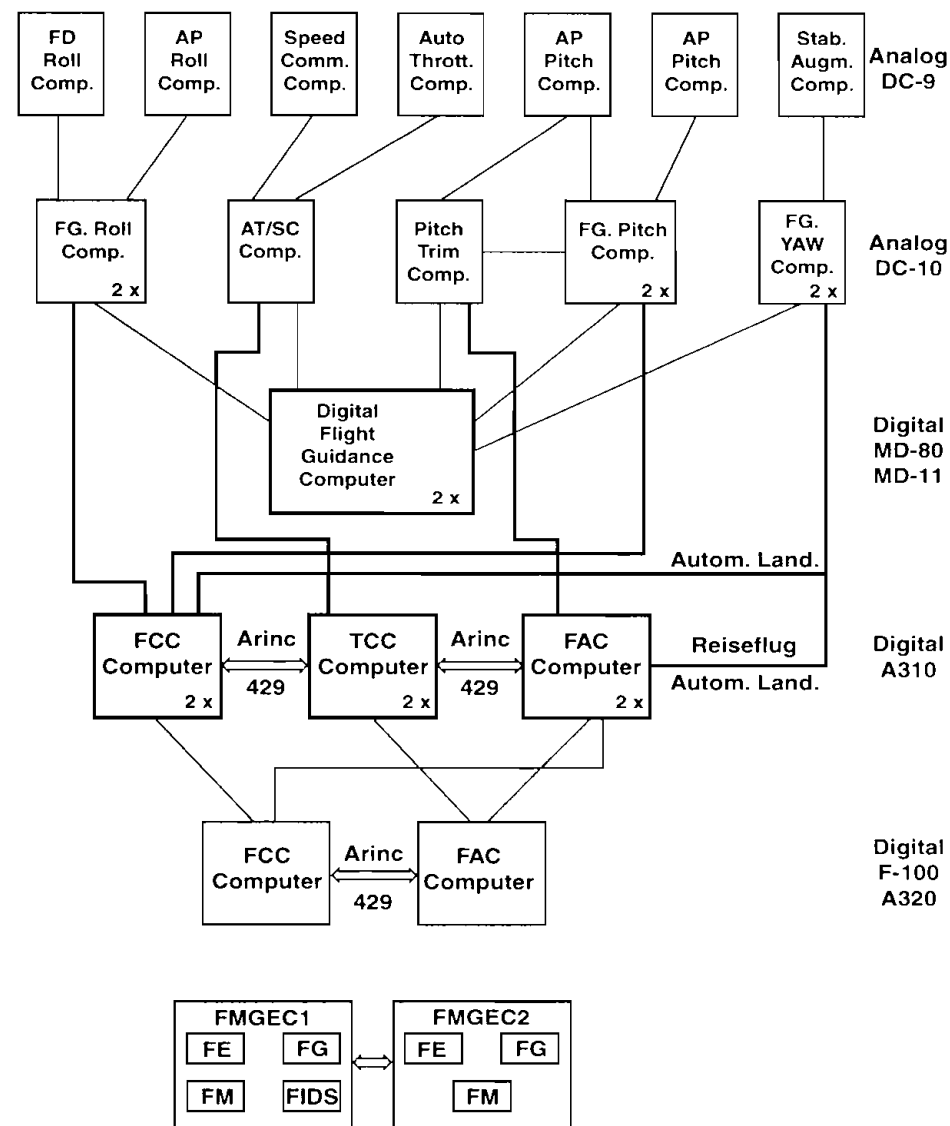 FD
Roll
Comp.
AP
Roll
Comp.
Speed
Comm.
Comp.
Auto
Thrott.
Comp.
AP
Pitch
Comp.
AP
Pitch
Comp.
Stab.
Augm.
Comp.
Analog
DC-9
FG. Roll
Comp.
2 x
AT/SC
Comp.
Pitch
Trim
Comp.
FG. Pitch
Comp.
2 x
FG.
YAW
Comp.
2 x
Analog
DC-10
Digital
Flight
Guidance
Computer
2 x
Digital
MD-80
MD-11
Autom. Land.
FCC
Computer
2 x
Arinc
429
TCC
Computer
2 x
Arinc
429
FAC
Computer
2 x
Reiseflug
Autom. Land.
Digital
A310
FCC
Computer
Arinc
429
FAC
Computer
Digital
F-100
A320
FMGEC1
FE
FG
FM
FIDS
FMGEC2
FE
FG
FM